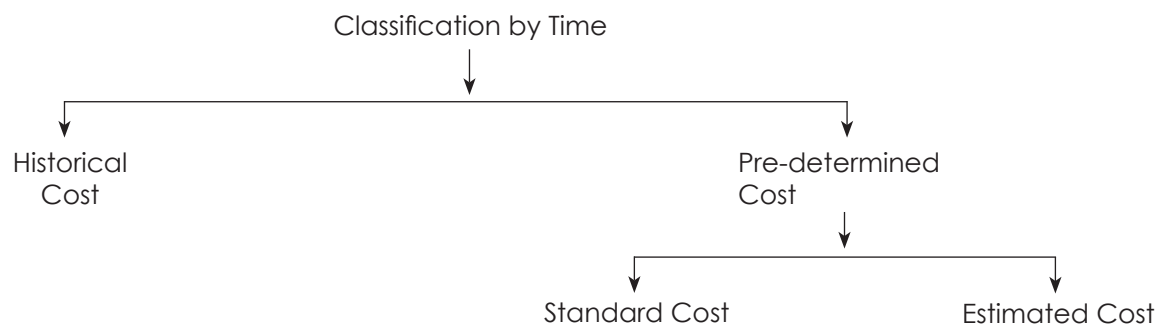 Classification by Time
Historical
Cost
Pre-determined
Cost
Standard Cost
Estimated Cost